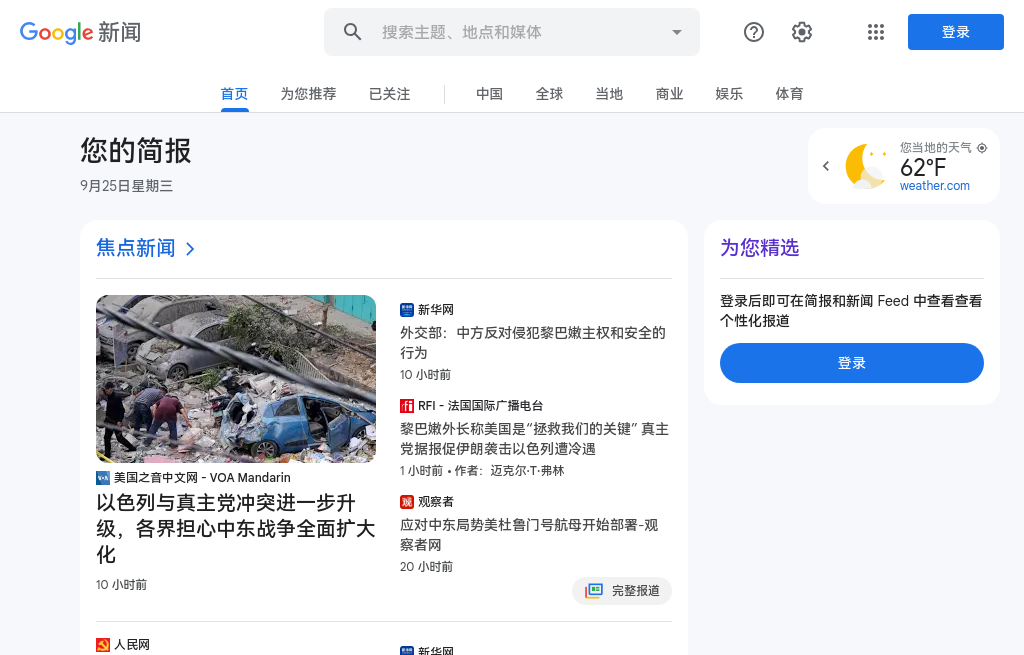 Google 新闻
搜索主题、地点和媒体
登录
首页
为您推荐
已关注
中国
全球
当地
商业
娱乐
体育
您的简报
9月25日星期三
您当地的天气
62°F
weather.com
焦点新闻
美国之音中文网 - VOA Mandarin
以色列与真主党冲突进一步升
级，各界担心中东战争全面扩大
化
10 小时前
新华网
外交部：中方反对侵犯黎巴嫩主权和安全的
行为
10 小时前
RFI - 法国国际广播电台
黎巴嫩外长称美国是“拯救我们的关键” 真主
党据报促伊朗袭击以色列遭冷遇
1 小时前 • 作者：迈克尔·T·弗林
观察者
应对中东局势美杜鲁门号航母开始部署-观
察者网
20 小时前
完整报道
人民网
新华网
为您精选
登录后即可在简报和新闻 Feed 中查看查看
个性化报道
登录